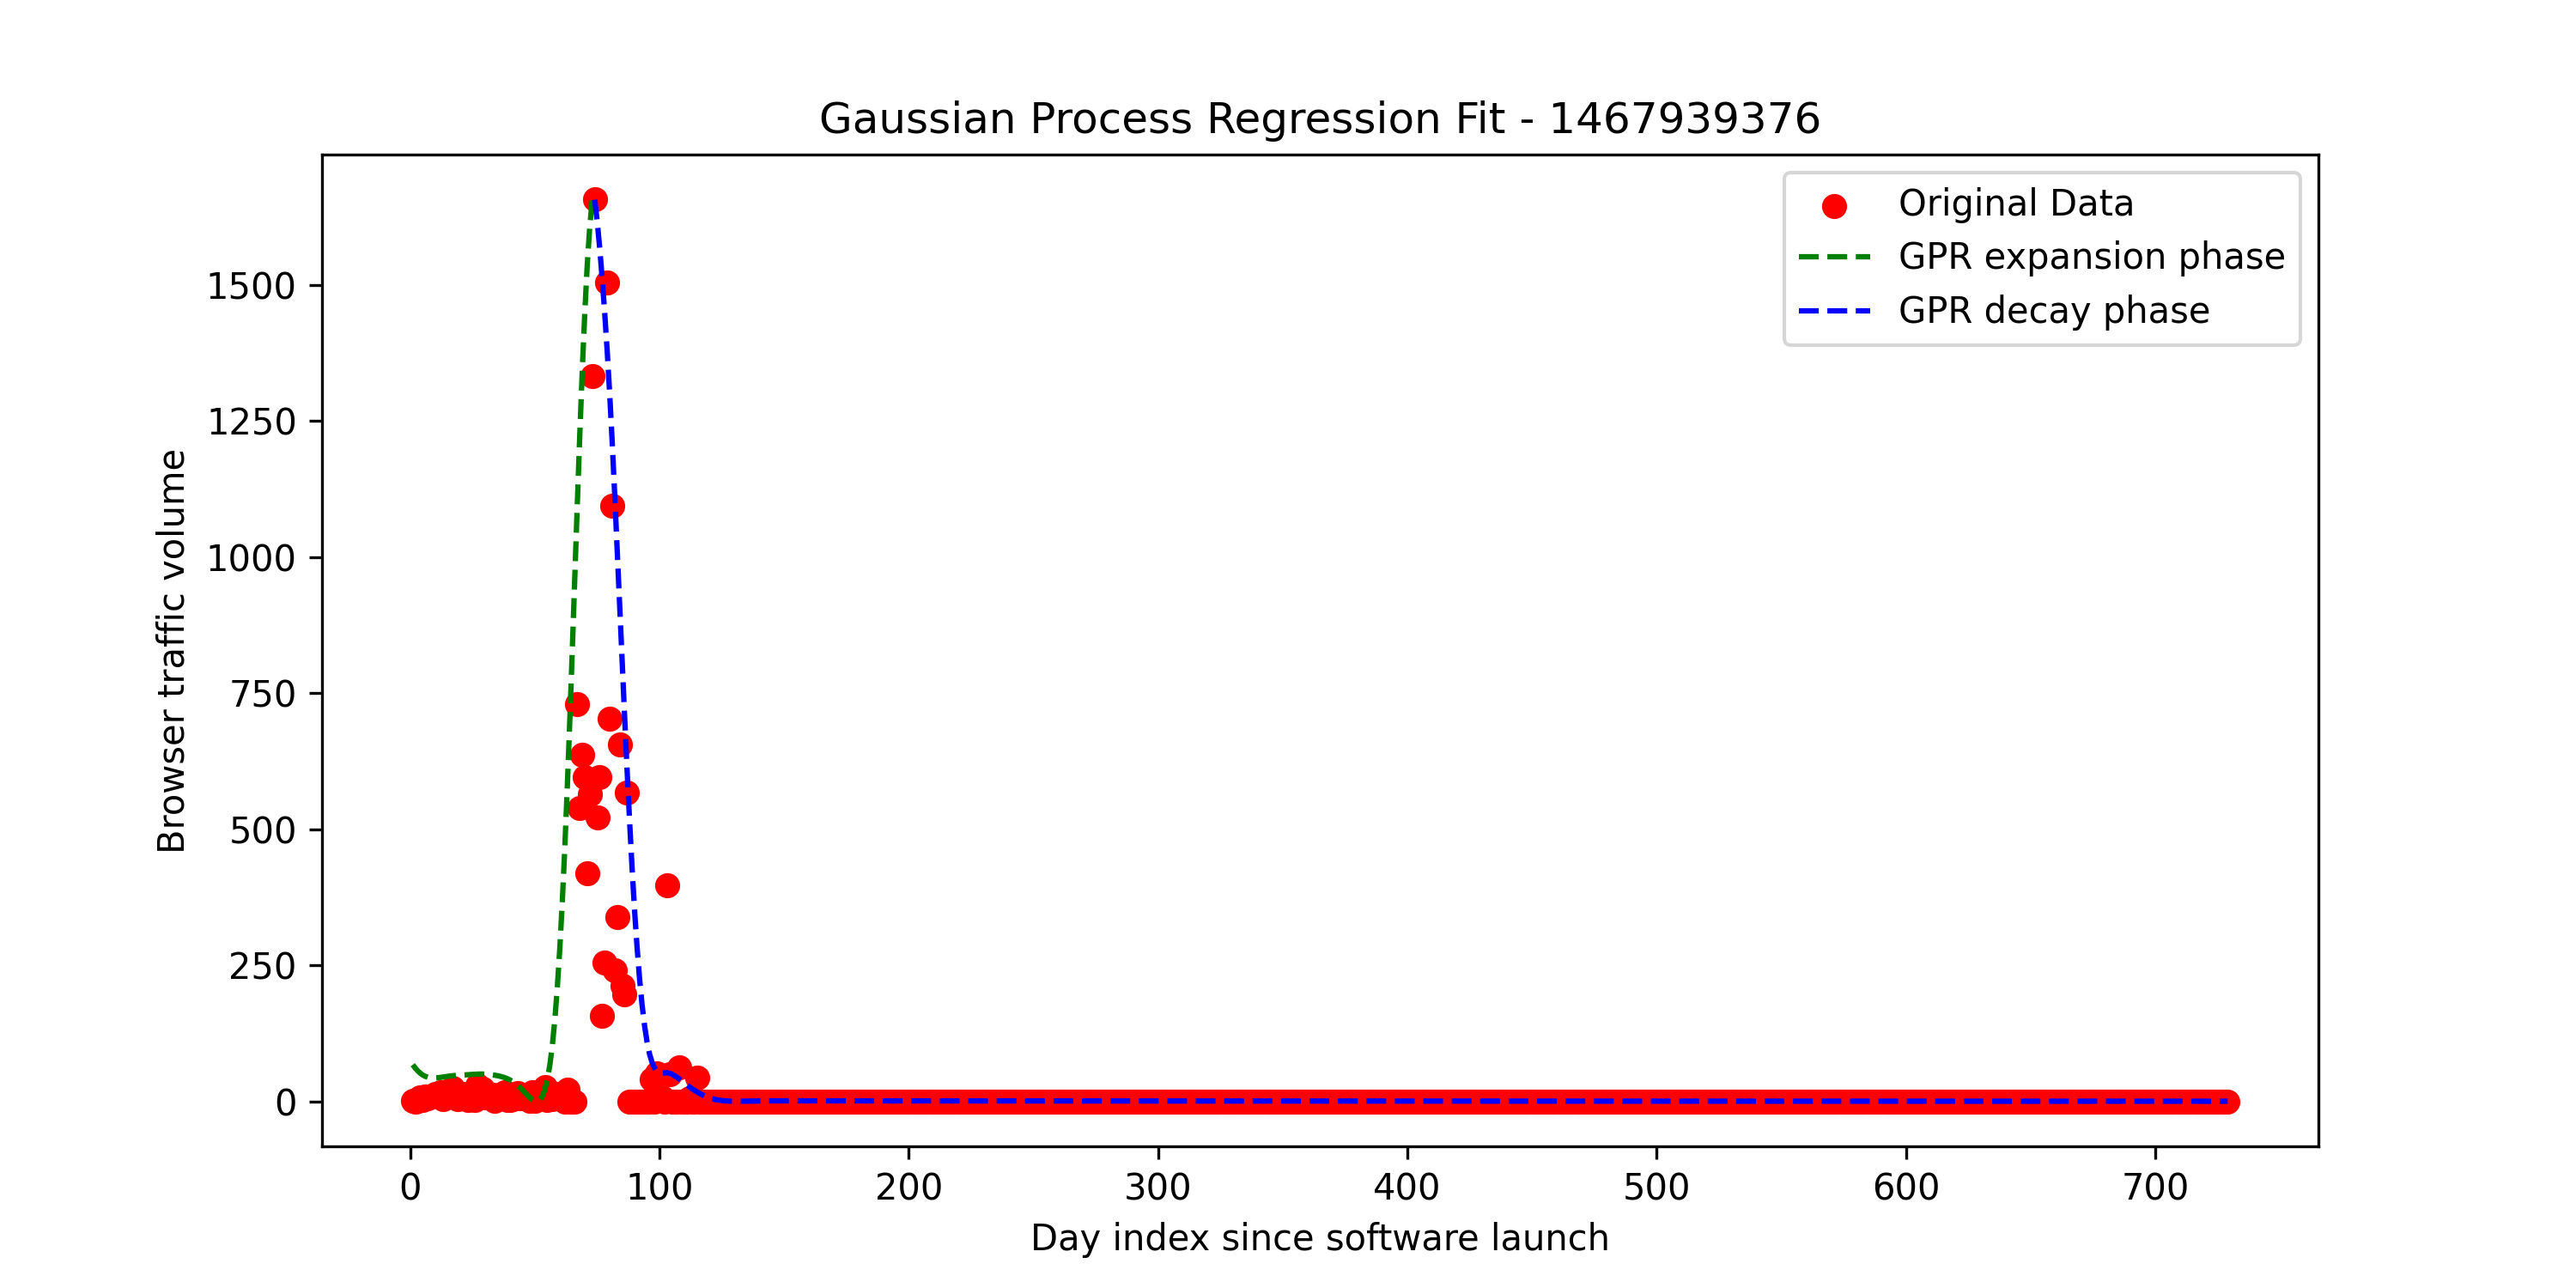 Gaussian Process Regression Fit - 1467939376
Original Data
GPR expansion phase
GPR decay phase
Browser traffic volume
1500
1250
1000
750
500
250
0
0 100 200 300 400 500 600 700
Day index since software launch